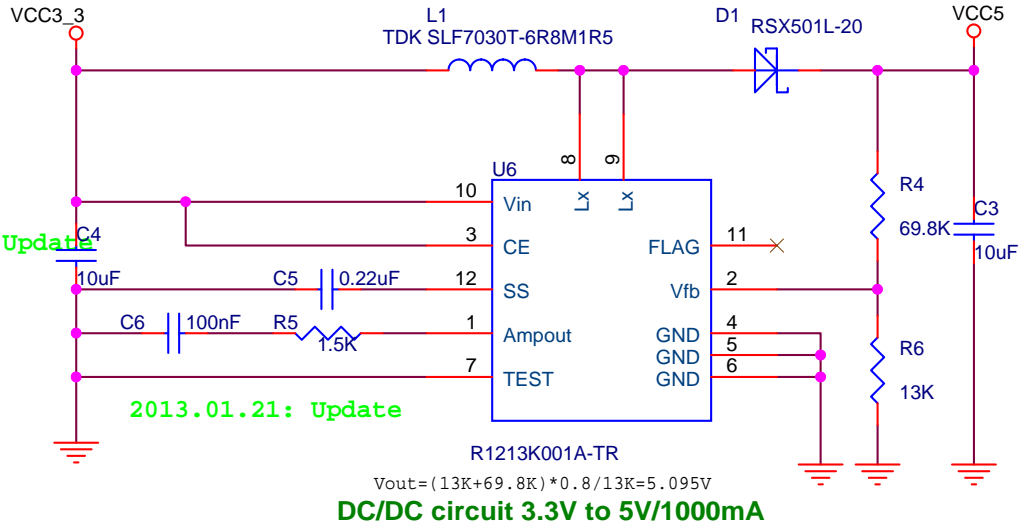 VCC3_3
L1
TDK SLF7030T-6R8M1R5
D1
RSX501L-20
VCC5
8
9
U6
Lx
Lx
10
Vin
3
CE
12
SS
1
Ampout
7
TEST
FLAG
11
Vfb
2
GND
4
GND
5
GND
6
R4
69.8K
C3
10uF
R6
13K
Update
C4
10uF
C5
0.22uF
C6
100nF
R5
1.5K
2013.01.21: Update
R1213K001A-TR
Vout=(13K+69.8K)*0.8/13K=5.095V
DC/DC circuit 3.3V to 5V/1000mA